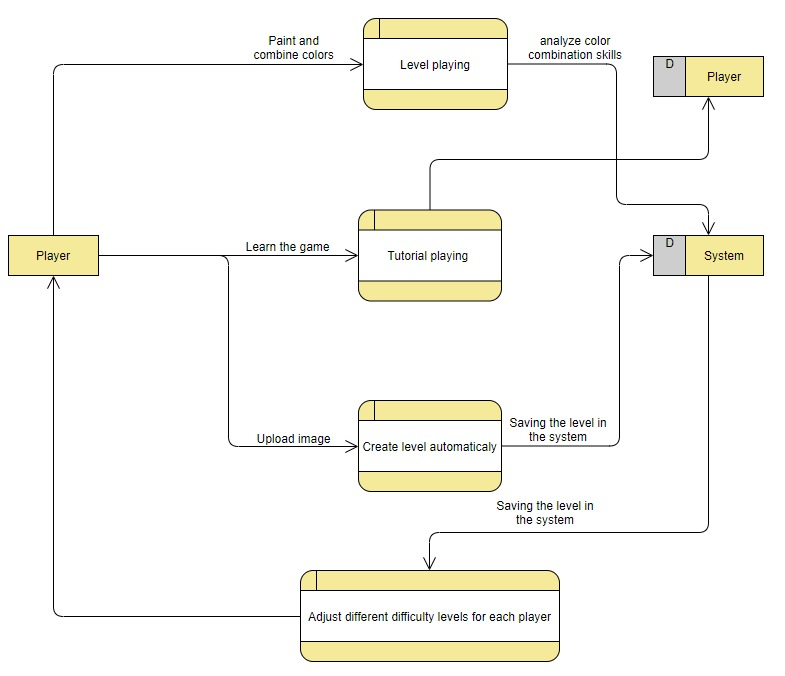 Paint and
combine colors
Level playing
analyze color
combination skills
D
Player
Player
Learn the game
Tutorial playing
D
System
Upload image
Create level automaticaly
Saving the level in
the system
Saving the level in
the system
Adjust different difficulty levels for each player